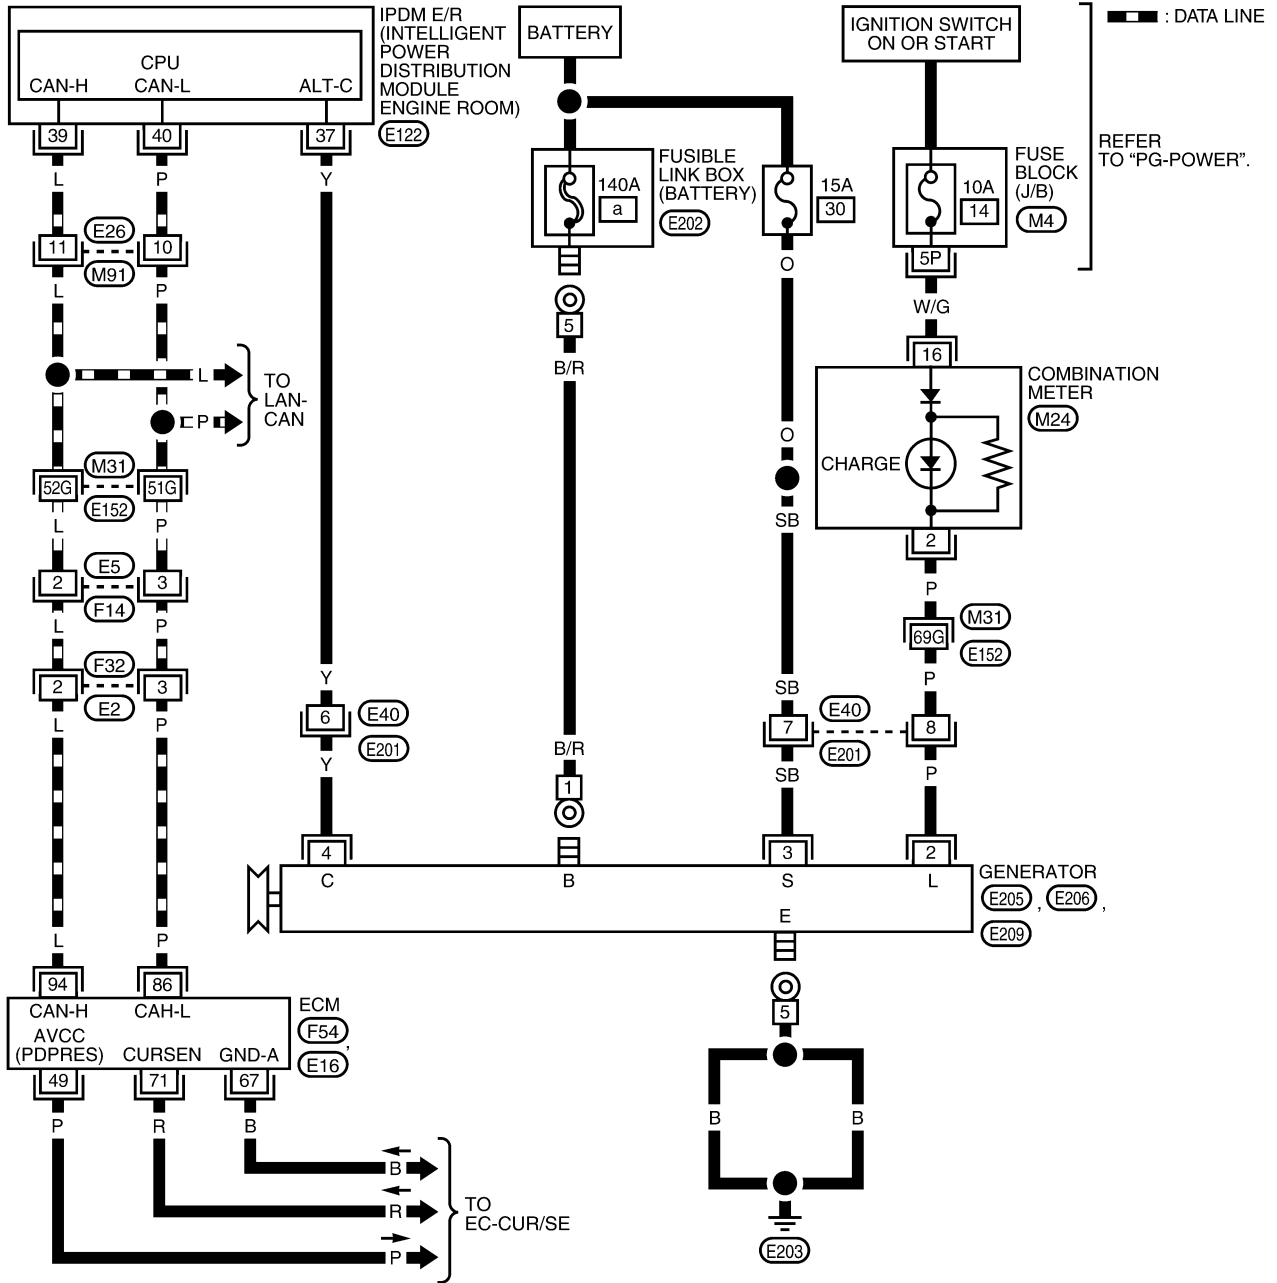 IPDM E/R
(INTELLIGENT
POWER
DISTRIBUTION
MODULE
ENGINE ROOM)
E122
CPU
CAN-H
CAN-L
ALT-C
39
40
37
BATTERY
IGNITION SWITCH
ON OR START
: DATA LINE
REFER
TO “PG-POWER”.
FUSIBLE
LINK BOX
(BATTERY)
E202
140A
a
15A
30
10A
14
FUSE
BLOCK
(J/B)
M4
5P
L
P
Y
E26
11
10
M91
L
P
O
W/G
5
B/R
16
L
TO
LAN-
CAN
P
COMBINATION
METER
M24
CHARGE
O
SB
2
M31
52G
51G
E152
L
P
E5
2
3
F14
L
P
F32
2
3
E2
L
P
P
M31
69G
E152
P
Y
6
E40
E201
Y
SB
7
E40
E201
8
SB
P
B/R
1
4
3
2
C
B
S
L
E
GENERATOR
E205
,
E206
,
E209
L
P
94
86
CAN-H
CAH-L
AVCC
(PDPRES)
CURSEN
GND-A
ECM
F54
,
E16
49
71
67
P
R
B
B
R
P
TO
EC-CUR/SE
5
B
B
E203